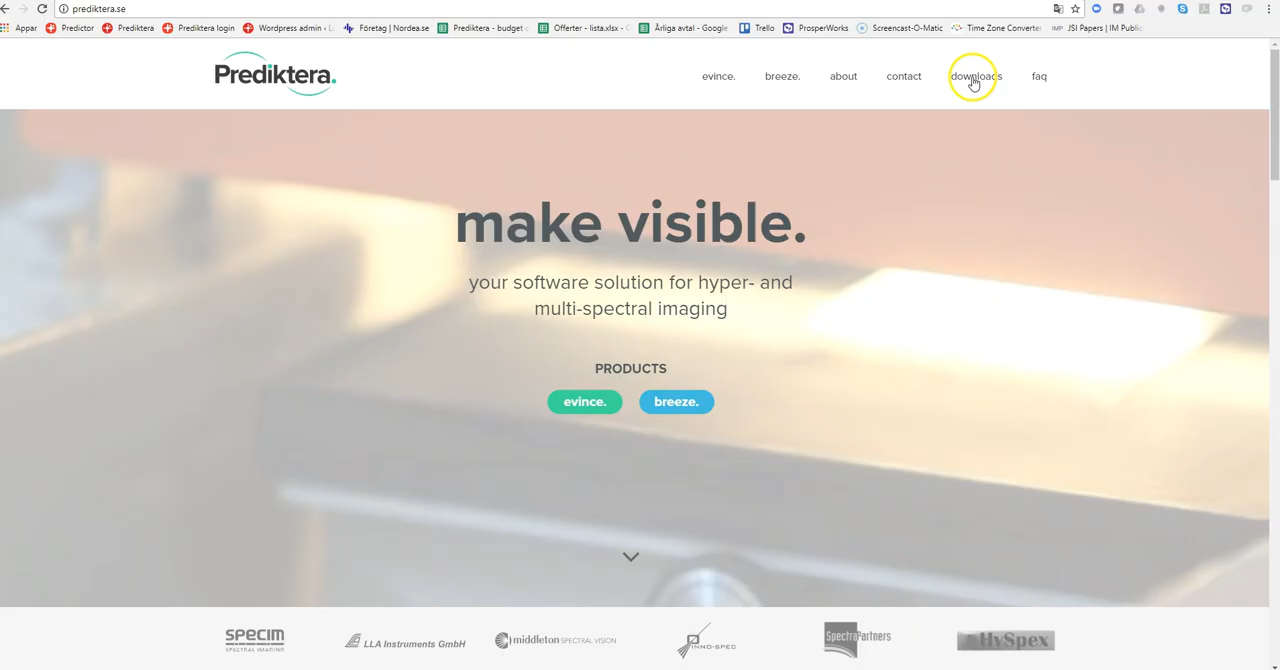 prediktera.se
Appar Predictor Prediktera Prediktera login Wordpress admin ‹ L Företag | Nordea.se Prediktera - budget Offerter - lista.xlsx - Årliga avtal - Google Trello ProsperWorks Screencast-O-Matic Time Zone Converter JSI Papers | IM Public
Prediktera.
evince. breeze. about contact downloads faq
make visible.
your software solution for hyper- and
multi-spectral imaging
PRODUCTS
evince. breeze.
SPECIM
SPECTRAL IMAGING
LLA Instruments GmbH
middleton SPECTRAL VISION
INNO-SPEC
SpectraPartners
HySpex